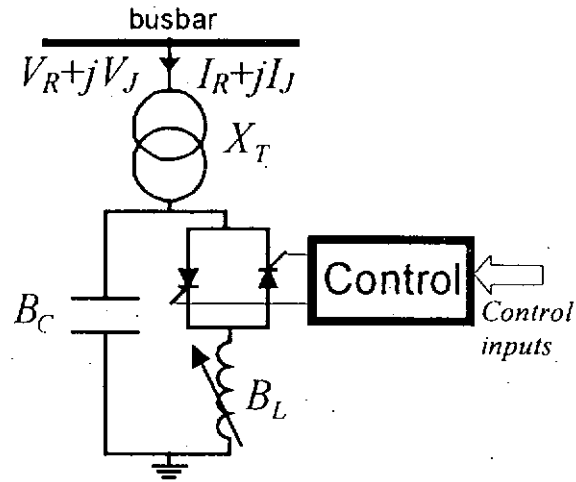 busbar
V_R+jV_J I_R+jI_J
X_T
B_C
Control
Control
inputs
B_L